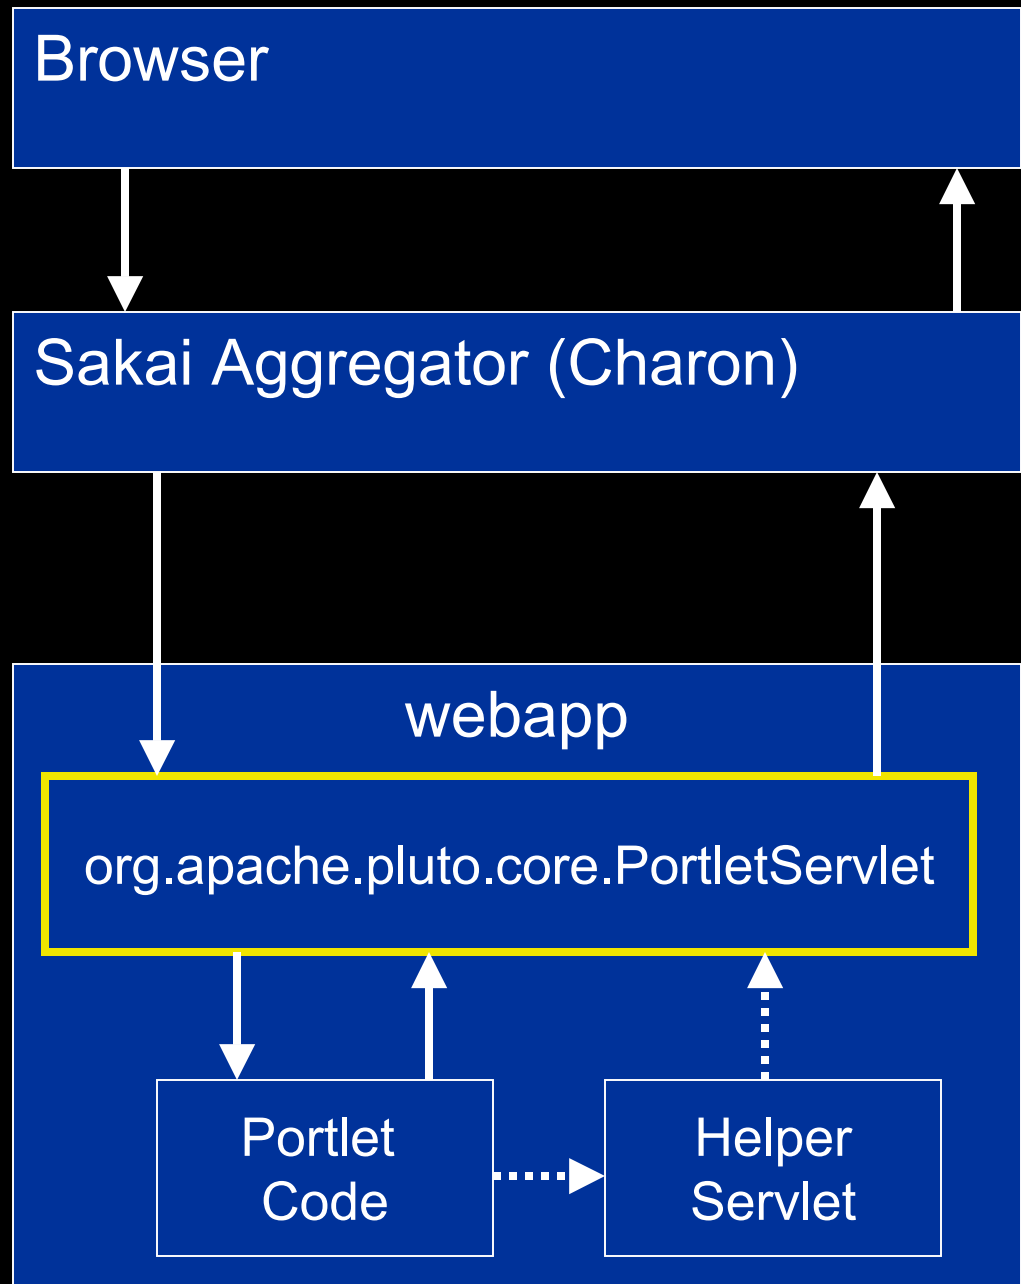 Browser
Sakai Aggregator (Charon)
webapp
org.apache.pluto.core.PortletServlet
Portlet
Code
Helper
Servlet